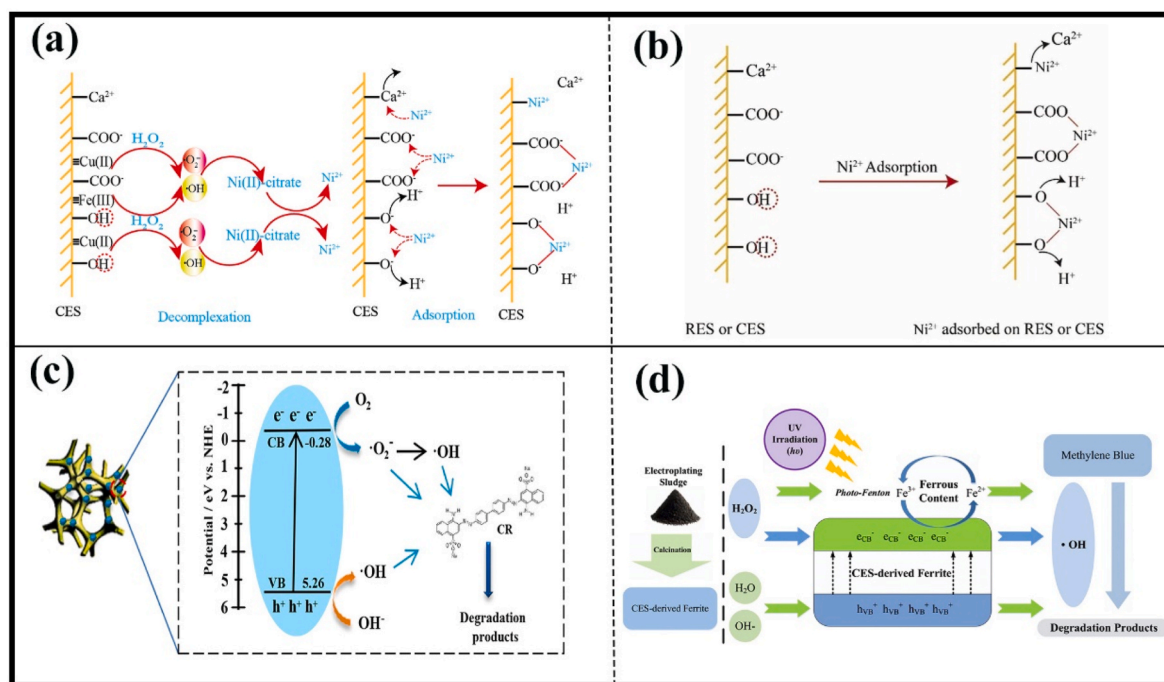 (a)
Ca²⁺
COO⁻
≡Cu(II)
COO⁻
≡Fe(III)
OH
≡Cu(II)
OH
CES
H₂O₂
·O₂⁻
·OH
H₂O₂
·O₂⁻
·OH
Ni(II)-citrate
Ni(II)-citrate
Ni²⁺
Ni²⁺
Decomplexation
Ca²⁺
Ni²⁺
COO⁻
Ni²⁺
COO⁻
H⁺
O⁻
Ni²⁺
O⁻
H⁺
CES
Adsorption
Ca²⁺
Ni²⁺
COO⁻
Ni²⁺
COO⁻
H⁺
O⁻
Ni²⁺
O⁻
H⁺
CES
(b)
Ca²⁺
COO⁻
COO⁻
OH
OH
RES or CES
Ni²⁺ Adsorption
Ca²⁺
Ni²⁺
COO
Ni²⁺
COO
H⁺
O
Ni²⁺
O
H⁺
Ni²⁺ adsorbed on RES or CES
(c)
Potential / eV vs. NHE
-2
-1
0
1
2
3
4
5
6
e⁻ e⁻ e⁻
CB -0.28
VB 5.26
h⁺ h⁺ h⁺
O₂
·O₂⁻
·OH
·OH
OH⁻
CR
Degradation
products
(d)
Electroplating
Sludge
Calcination
CES-derived Ferrite
UV
Irradiation
(hʋ)
H₂O₂
H₂O
OH-
Photo-Fenton
Fe³⁺
Ferrous
Content
Fe²⁺
e_CB⁻ e_CB⁻ e_CB⁻ e_CB⁻
CES-derived Ferrite
h_VB⁺ h_VB⁺ h_VB⁺ h_VB⁺
Methylene Blue
• OH
Degradation Products